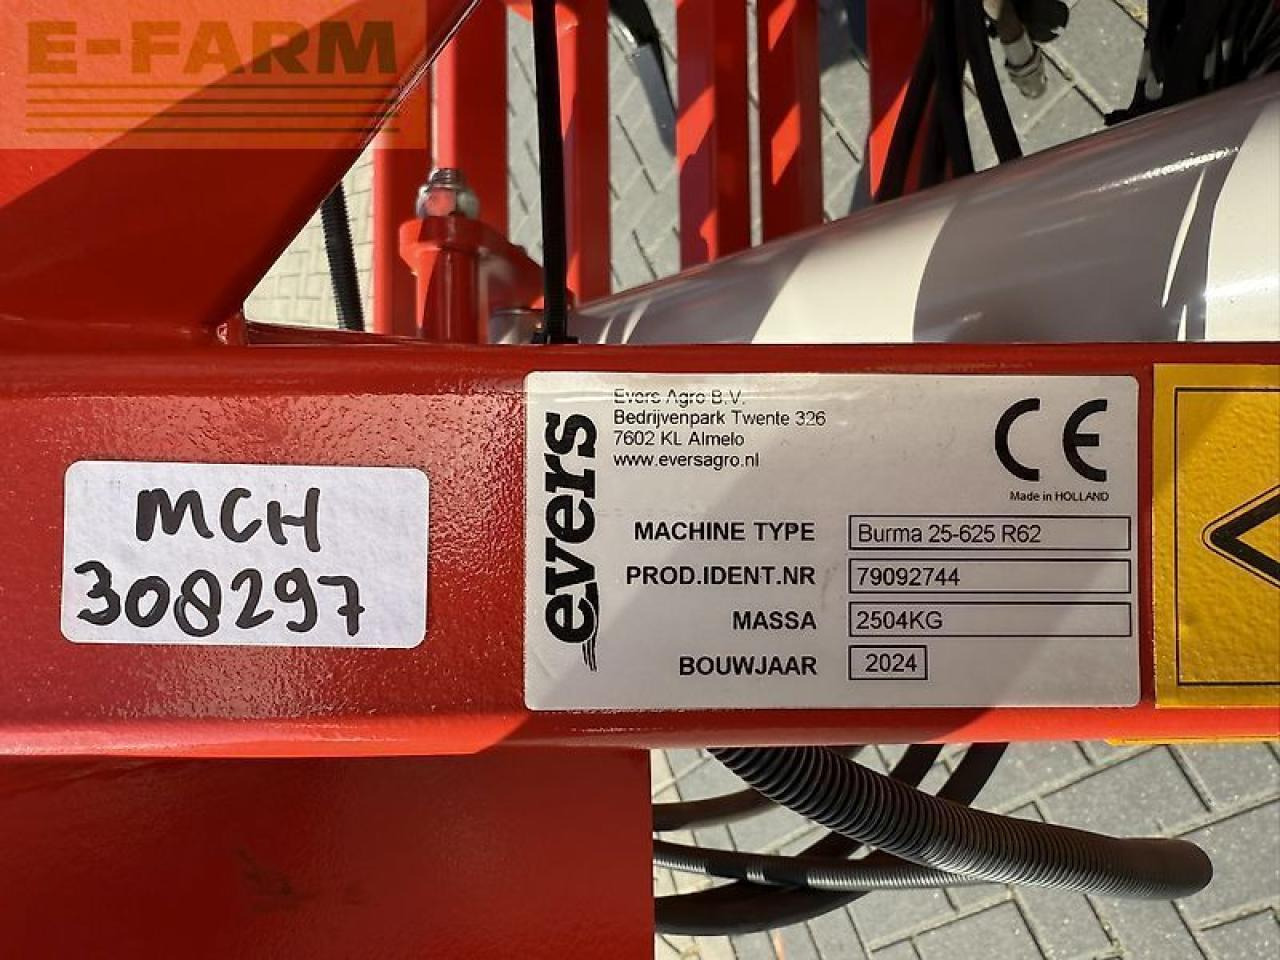 E-FARM
MCH
308297
evers
Evers Agro B.V.
Bedrijvenpark Twente 326
7602 KL Almelo
www.eversagro.nl
CE
Made in HOLLAND
MACHINE TYPE Burma 25-625 R62
PROD.IDENT.NR 79092744
MASSA 2504KG
BOUWJAAR 2024